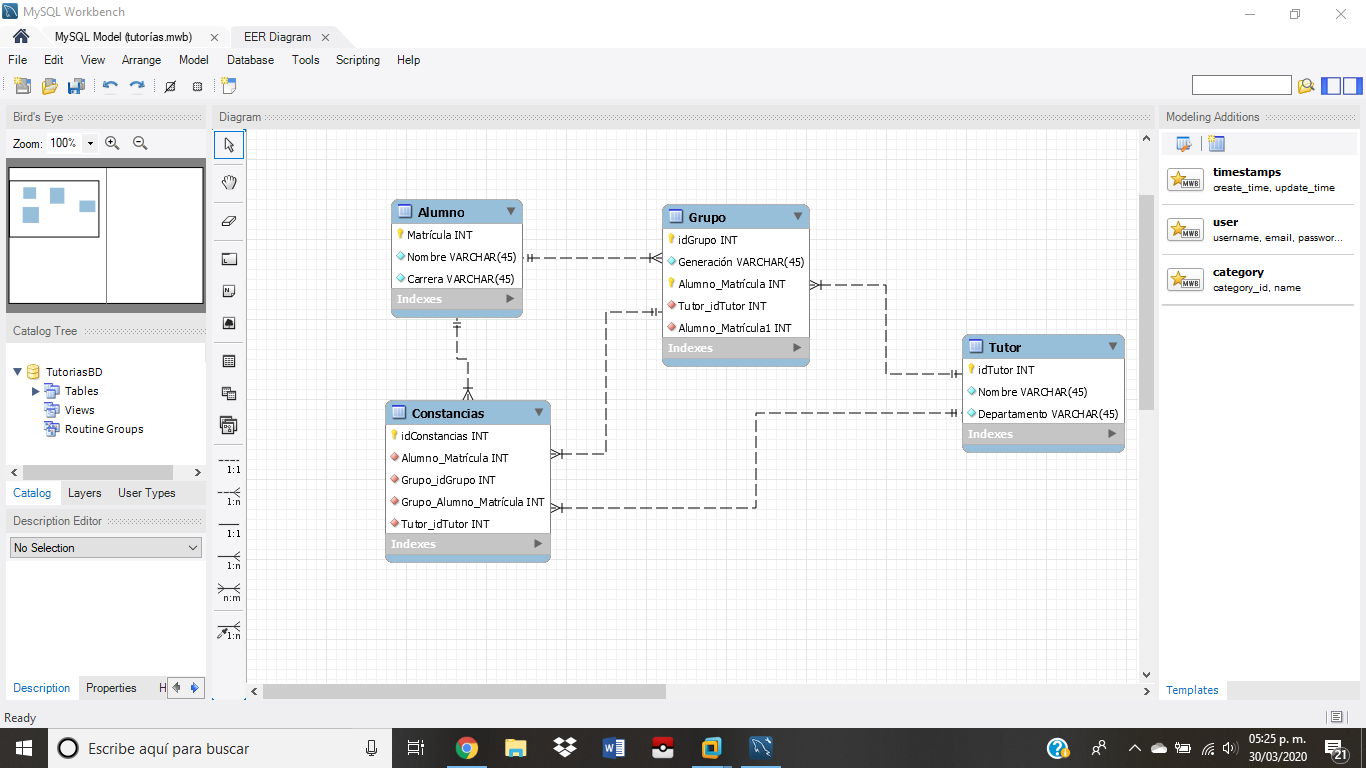 MySQL Workbench
MySQL Model (tutorías.mwb)
EER Diagram
File Edit View Arrange Model Database Tools Scripting Help
Bird's Eye
Zoom: 100%
Catalog Tree
TutoriasBD
Tables
Views
Routine Groups
Catalog Layers User Types
Description Editor
No Selection
Description Properties H
Ready
1:1
1:n
1:1
1:n
n:m
1:n
Diagram
Alumno
Matrícula INT
Nombre VARCHAR(45)
Carrera VARCHAR(45)
Indexes
Grupo
idGrupo INT
Generación VARCHAR(45)
Alumno_Matrícula INT
Tutor_idTutor INT
Alumno_Matrícula1 INT
Indexes
Tutor
idTutor INT
Nombre VARCHAR(45)
Departamento VARCHAR(45)
Indexes
Constancias
idConstancias INT
Alumno_Matrícula INT
Grupo_idGrupo INT
Grupo_Alumno_Matrícula INT
Tutor_idTutor INT
Indexes
Modeling Additions
MWB
timestamps
create_time, update_time
MWB
user
username, email, passwor...
MWB
category
category_id, name
Templates
Escribe aquí para buscar
05:25 p. m.
30/03/2020
21